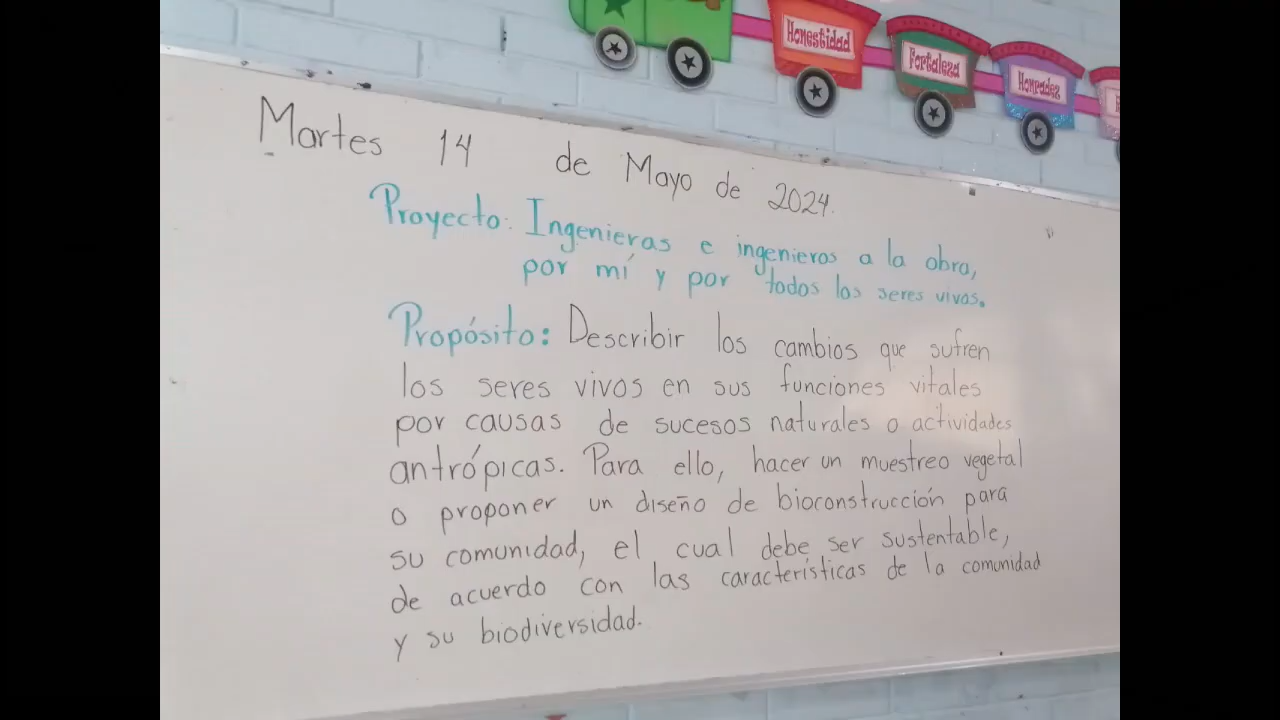 Honestidad
Fortaleza
Honradez
Martes 14 de Mayo de 2024.
Proyecto: Ingenieras e ingenieros a la obra,
por mí y por todos los seres vivos.
Propósito: Describir los cambios que sufren
los seres vivos en sus funciones vitales
por causas de sucesos naturales o actividades
antrópicas. Para ello, hacer un muestreo vegetal
o proponer un diseño de bioconstrucción para
su comunidad, el cual debe ser sustentable,
de acuerdo con las características de la comunidad
y su biodiversidad.